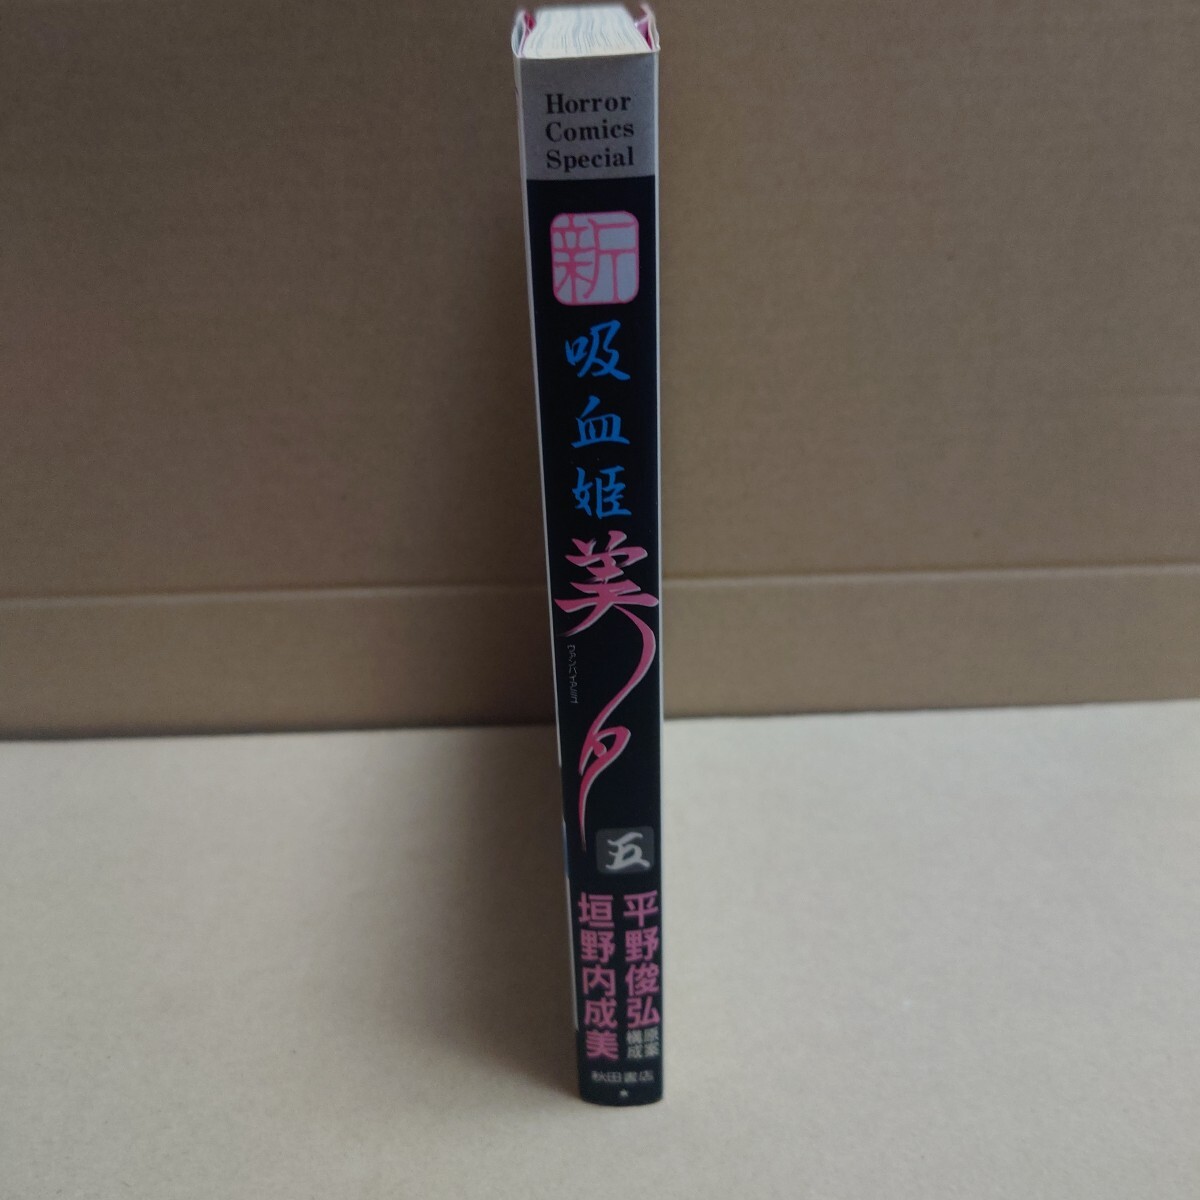 Horror
Comics
Special
新
吸血姫
美夕
五
平野俊弘
原案
構成
垣野内成美
秋田書店